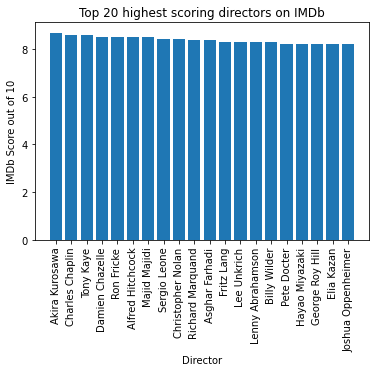 Top 20 highest scoring directors on IMDb
IMDb Score out of 10
8
6
4
2
0
Akira Kurosawa
Charles Chaplin
Tony Kaye
Damien Chazelle
Ron Fricke
Alfred Hitchcock
Majid Majidi
Sergio Leone
Christopher Nolan
Richard Marquand
Asghar Farhadi
Fritz Lang
Lee Unkrich
Lenny Abrahamson
Billy Wilder
Pete Docter
Hayao Miyazaki
George Roy Hill
Elia Kazan
Joshua Oppenheimer
Director